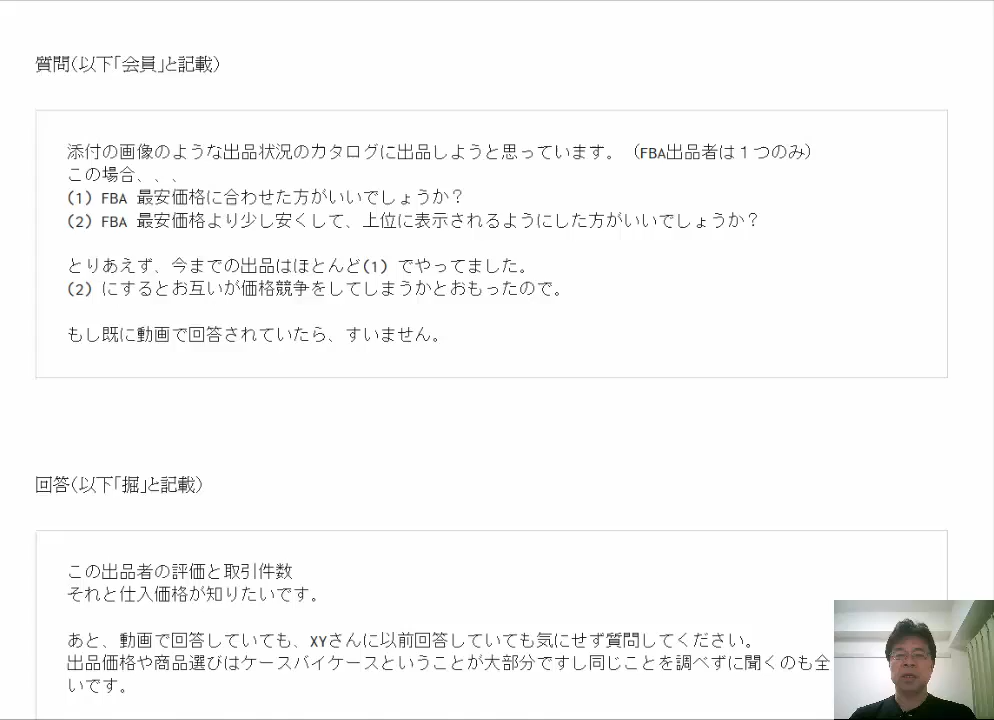 質問(以下「会員」と記載)
添付の画像のような出品状況のカタログに出品しようと思っています。（FBA出品者は１つのみ）
この場合、、、
(1) FBA 最安価格に合わせた方がいいでしょうか？
(2) FBA 最安価格より少し安くして、上位に表示されるようにした方がいいでしょうか？
とりあえず、今までの出品はほとんど(1) でやってました。
(2) にするとお互いが価格競争をしてしまうかとおもったので。
もし既に動画で回答されていたら、すいません。
回答(以下「掘」と記載)
この出品者の評価と取引件数
それと仕入価格が知りたいです。
あと、動画で回答していても、XYさんに以前回答していても気にせず質問してください。
出品価格や商品選びはケースバイケースということが大部分ですし同じことを調べずに聞くのも全
いです。